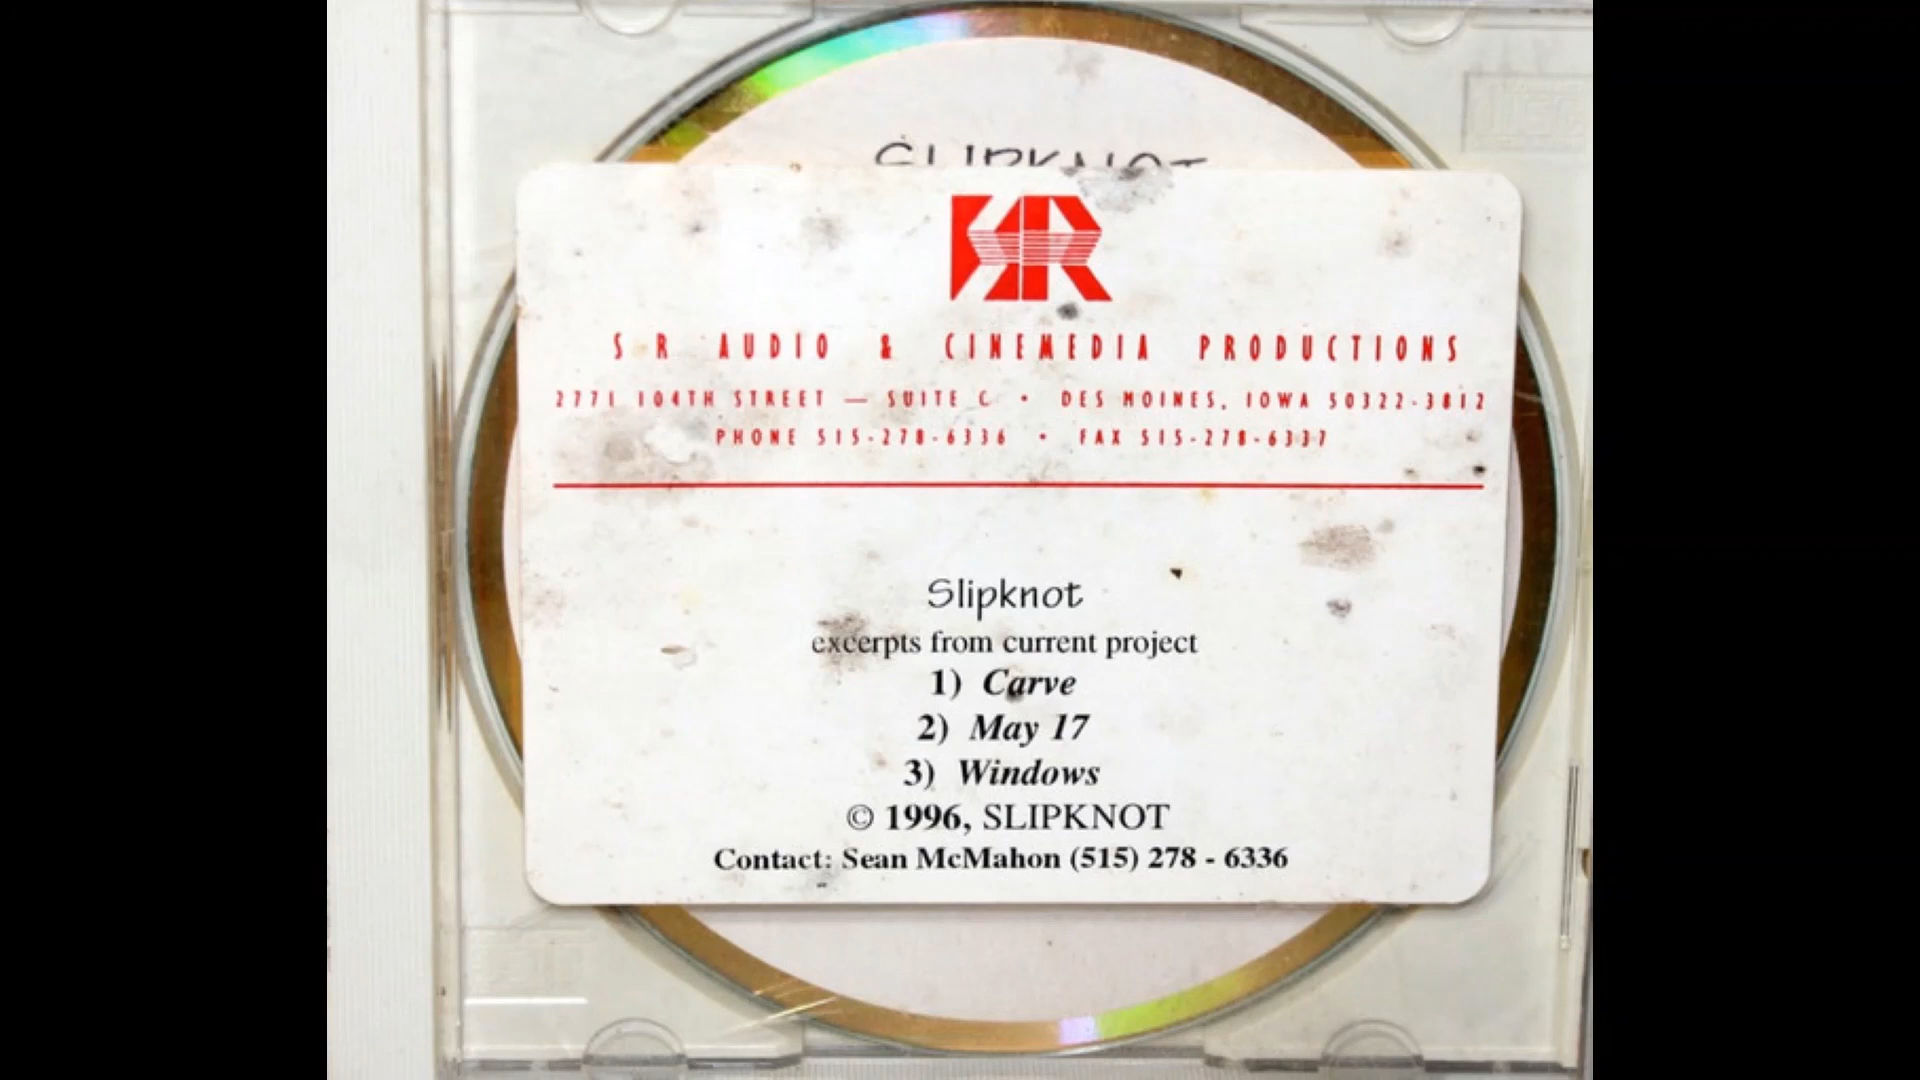 SLIPKNOT
SR
SR AUDIO & CINEMEDIA PRODUCTIONS
2771 104TH STREET — SUITE C • DES MOINES, IOWA 50322-3812
PHONE 515-278-6336 • FAX 515-278-6337
Slipknot
excerpts from current project
1) Carve
2) May 17
3) Windows
© 1996, SLIPKNOT
Contact: Sean McMahon (515) 278 - 6336